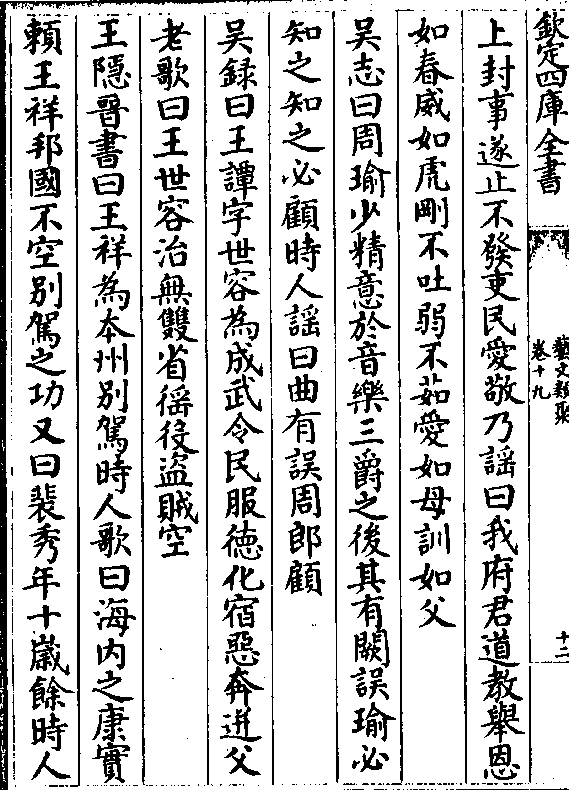 欽定四庫全書
藝文類聚
卷十九
十二
上封事遂止不發吏民愛敬乃謡曰我府君道教舉恩
如春威如虎剛不吐弱不茹愛如母訓如父
吴志曰周瑜少精意於音樂三爵之後其有闕誤瑜必
知之知之必顧時人謡曰曲有誤周郎顧
吴録曰王譚字世容為成武令民服德化宿惡奔迸父
老歌曰王世容治無雙省徭役盜賊空
王隱晉書曰王祥為本州别駕時人歌曰海内之康實
頼王祥邦國不空别駕之功又曰裴秀年十歲餘時人